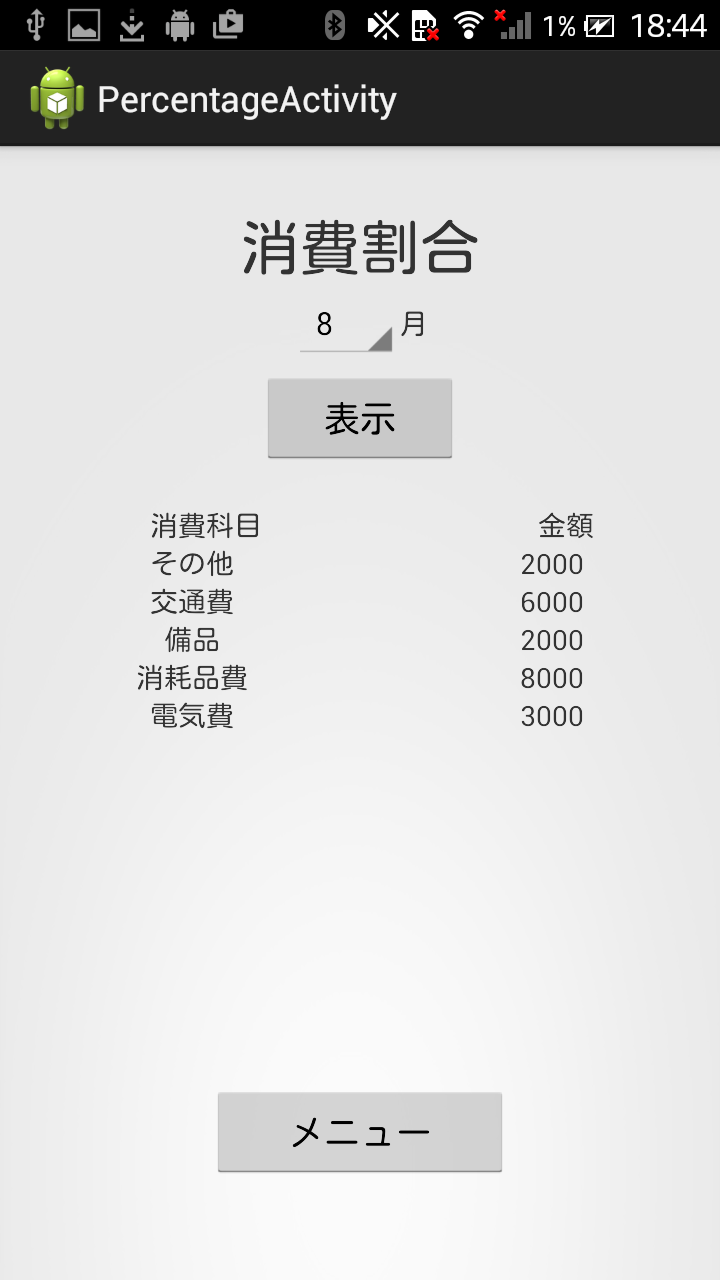 1% 18:44
PercentageActivity
消費割合
8 月
表示
消費科目 金額
その他 2000
交通費 6000
備品 2000
消耗品費 8000
電気費 3000
メニュー